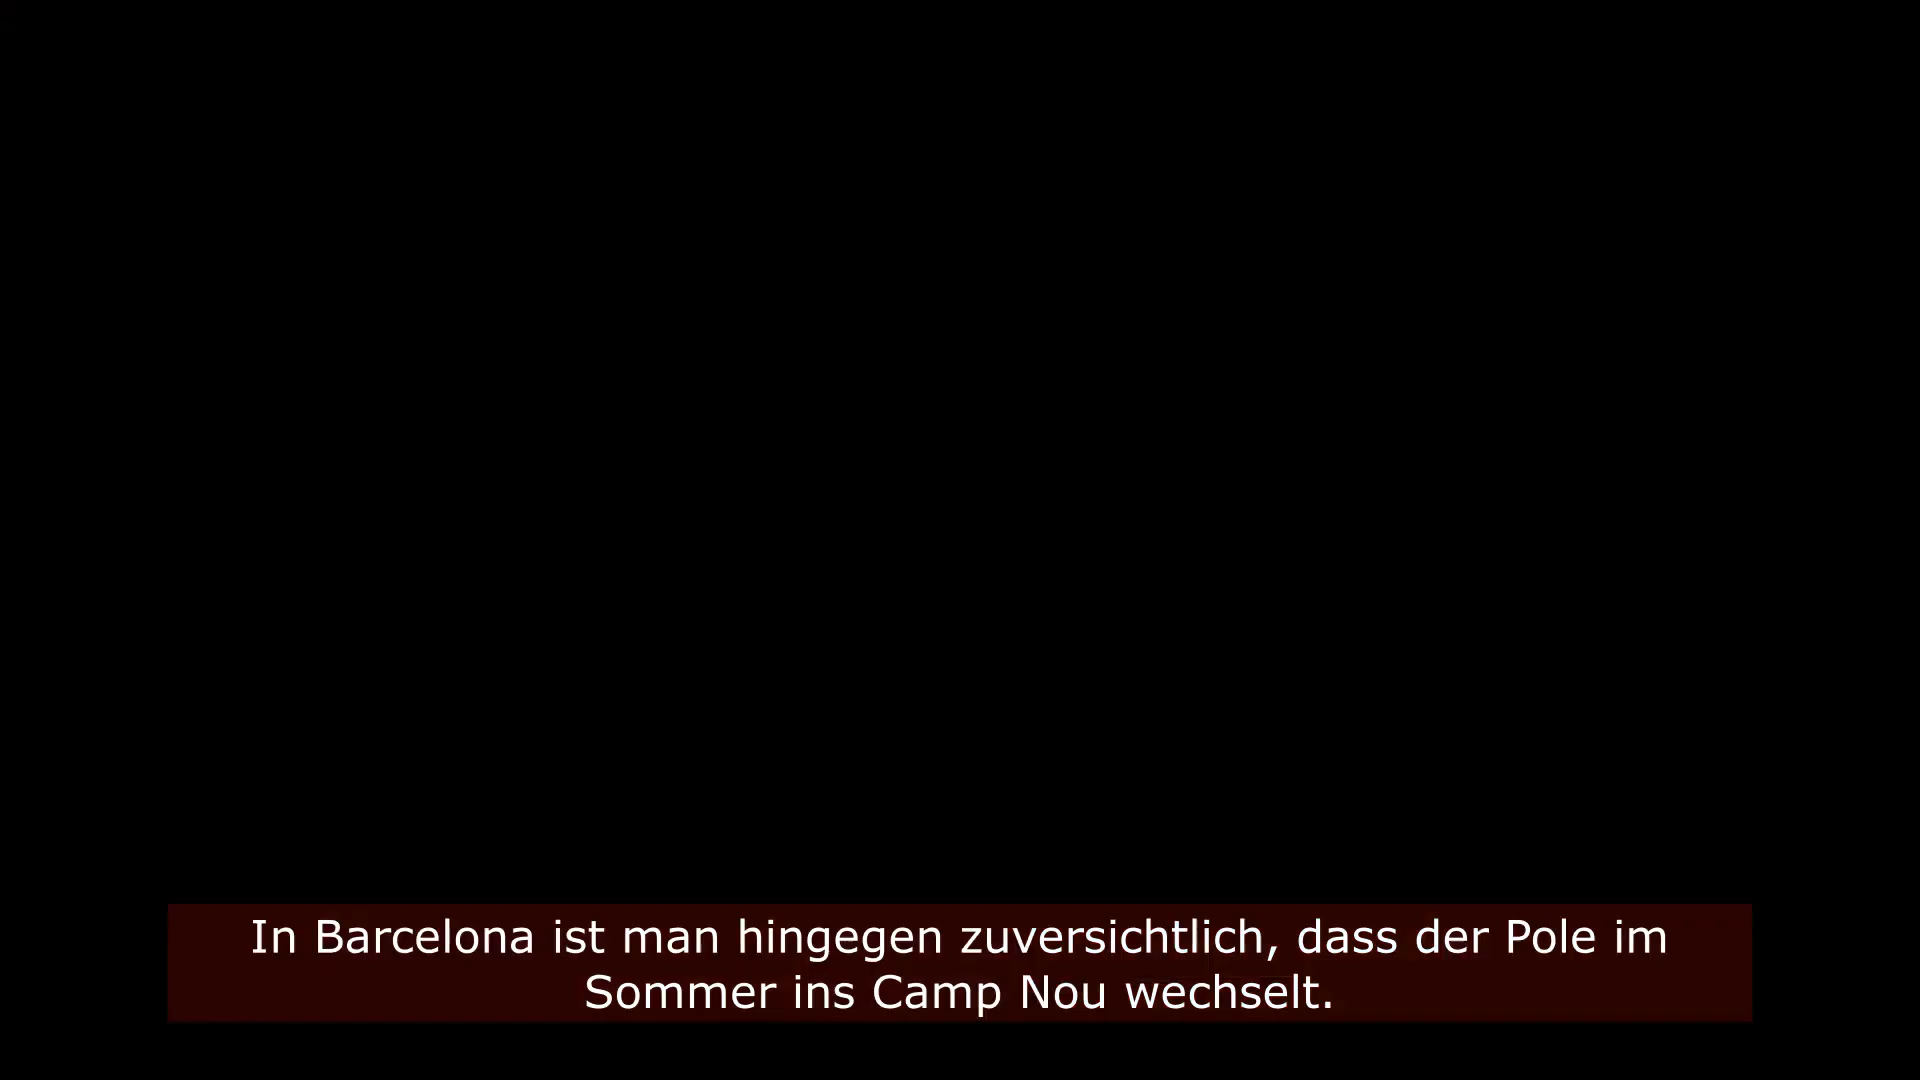 In Barcelona ist man hingegen zuversichtlich, dass der Pole im
Sommer ins Camp Nou wechselt.